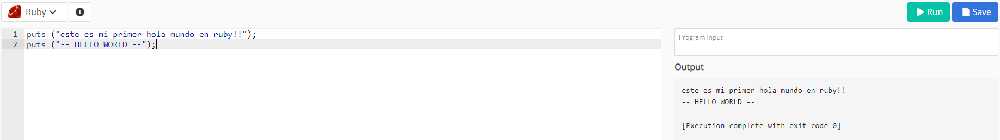 Ruby
Run
Save
1 puts ("este es mi primer hola mundo en ruby!!");
2 puts ("-- HELLO WORLD --");
Program input
Output
este es mi primer hola mundo en ruby!!
-- HELLO WORLD --
[Execution complete with exit code 0]